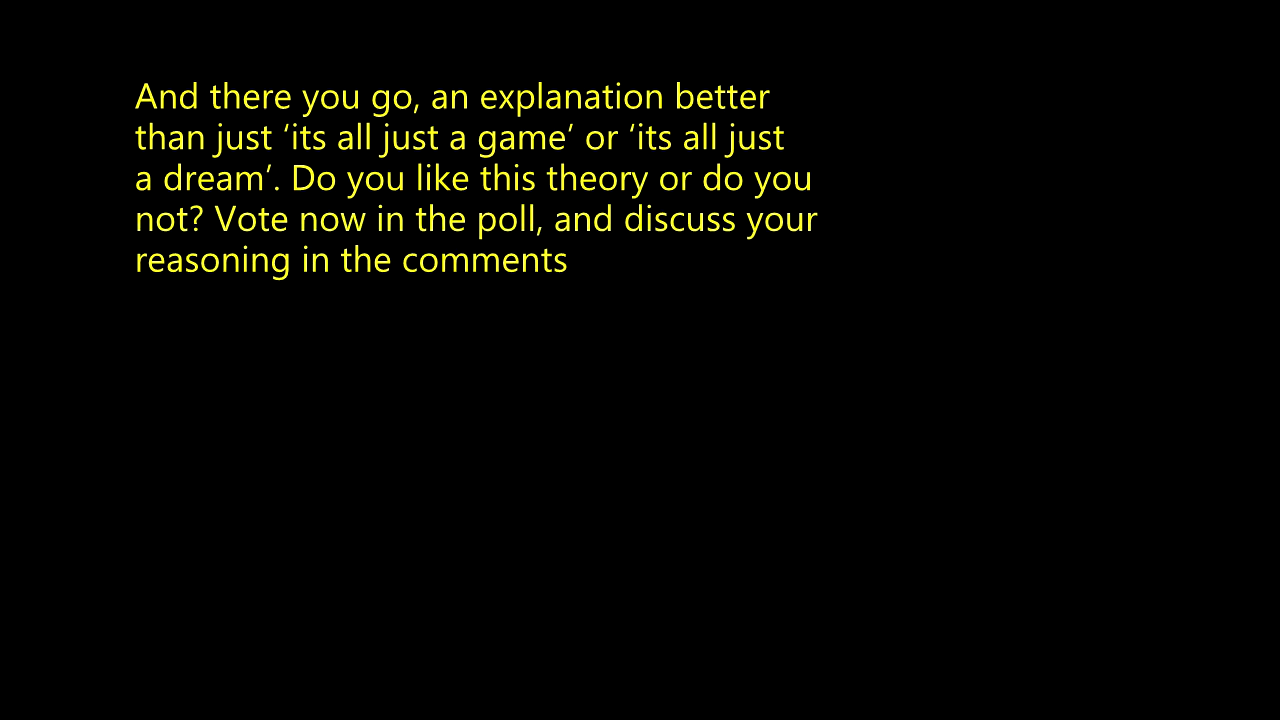 And there you go, an explanation better
than just ‘its all just a game’ or ‘its all just
a dream’. Do you like this theory or do you
not? Vote now in the poll, and discuss your
reasoning in the comments